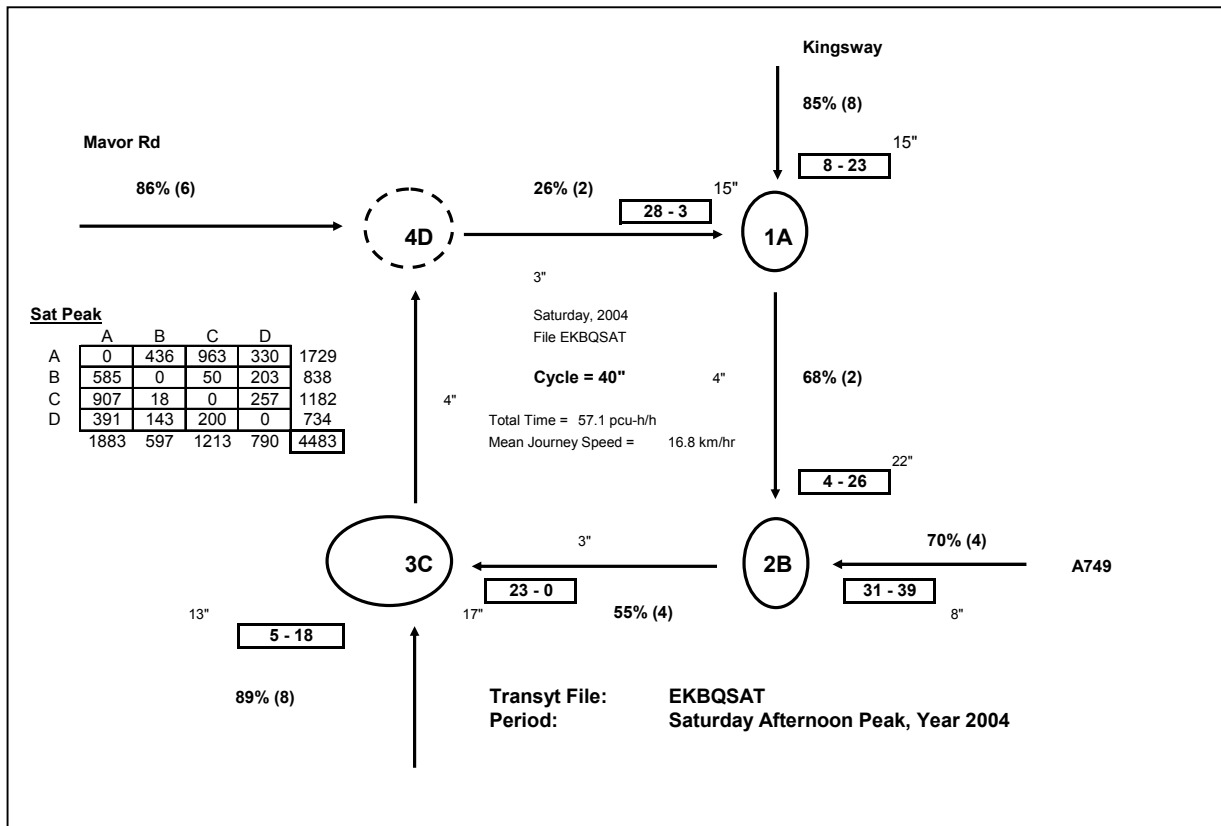 Kingsway
85% (8)
Mavor Rd
15"
8 - 23
86% (6)
26% (2)
15"
28 - 3
4D
1A
3"
Sat Peak
Saturday, 2004
A B C D
File EKBQSAT
A 0 436 963 330 1729
B 585 0 50 203 838
Cycle = 40"
4"
68% (2)
C 907 18 0 257 1182
4"
D 391 143 200 0 734
Total Time = 57.1 pcu-h/h
1883 597 1213 790 4483
Mean Journey Speed = 16.8 km/hr
22"
4 - 26
3"
70% (4)
3C
2B
A749
23 - 0
31 - 39
13"
17"
55% (4)
8"
5 - 18
89% (8)
Transyt File: EKBQSAT
Period: Saturday Afternoon Peak, Year 2004